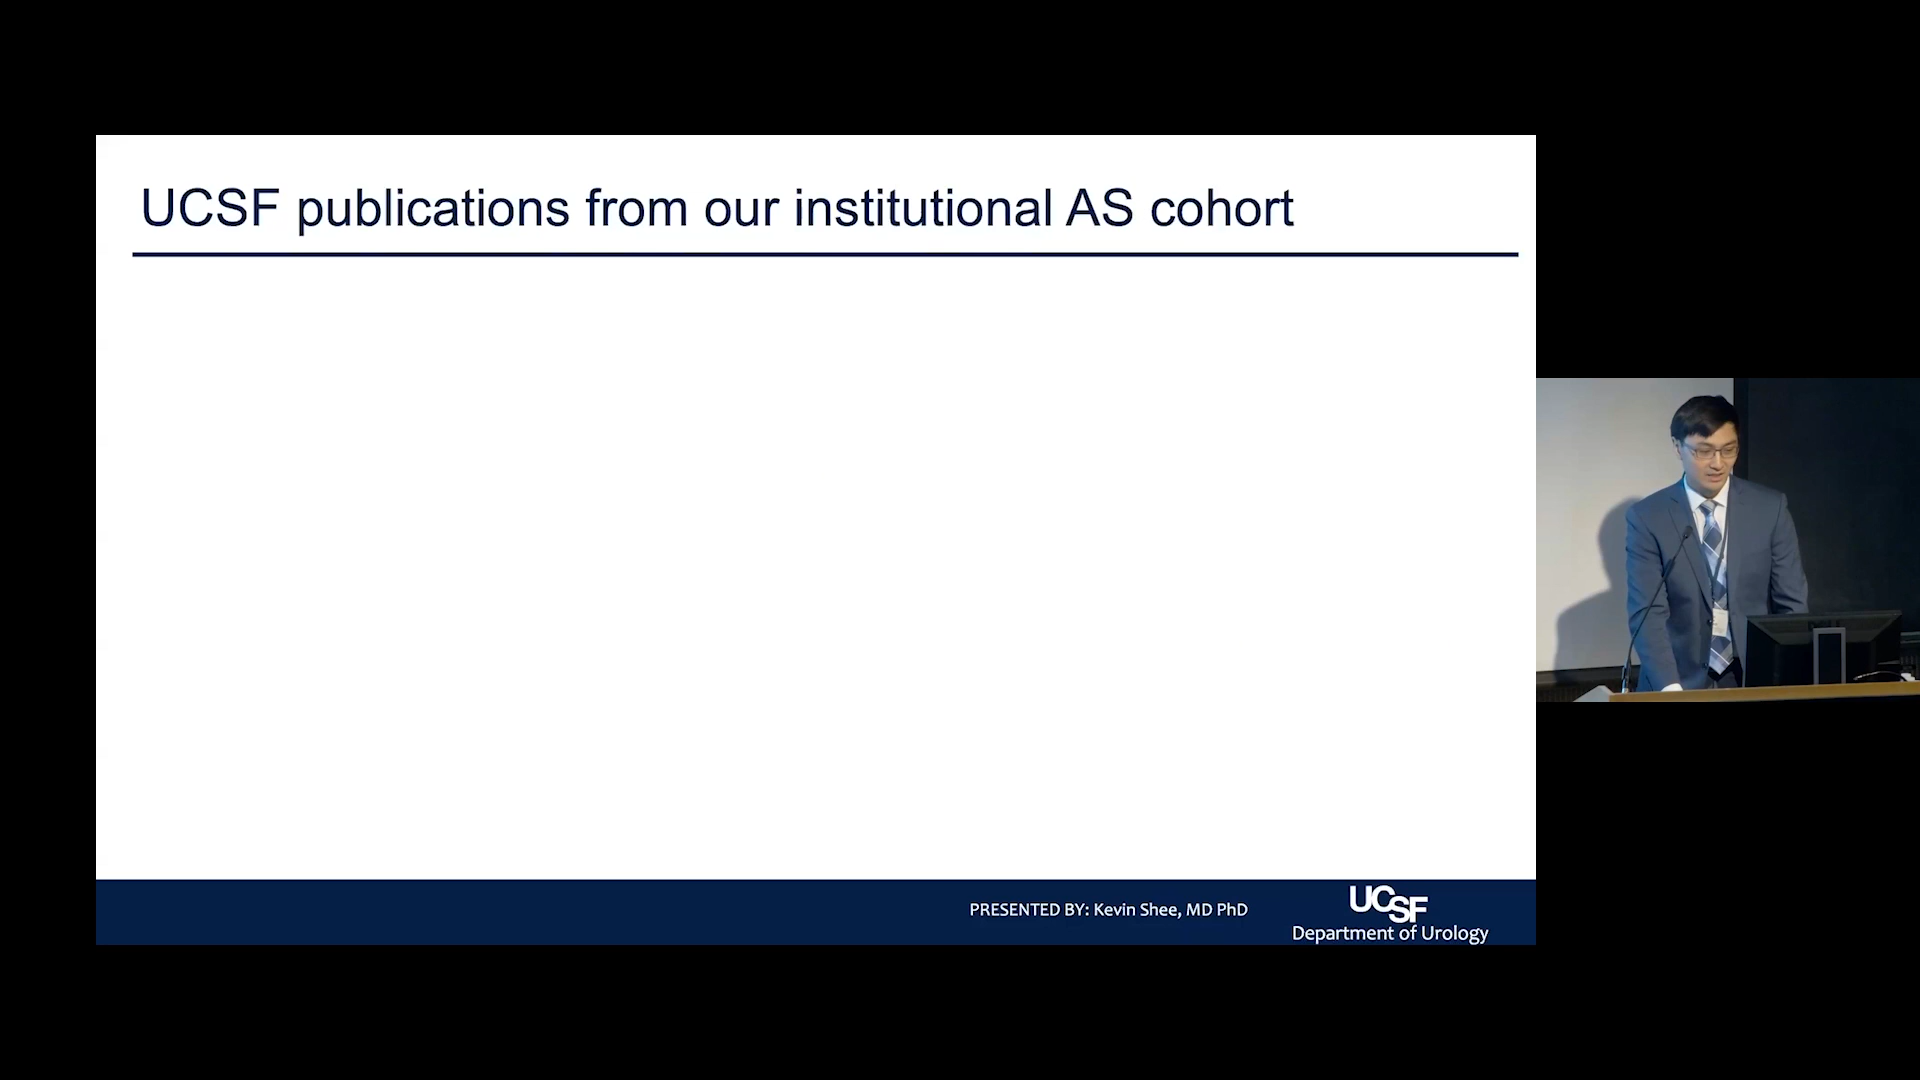 UCSF publications from our institutional AS cohort
PRESENTED BY: Kevin Shee, MD PhD
UCSF
Department of Urology